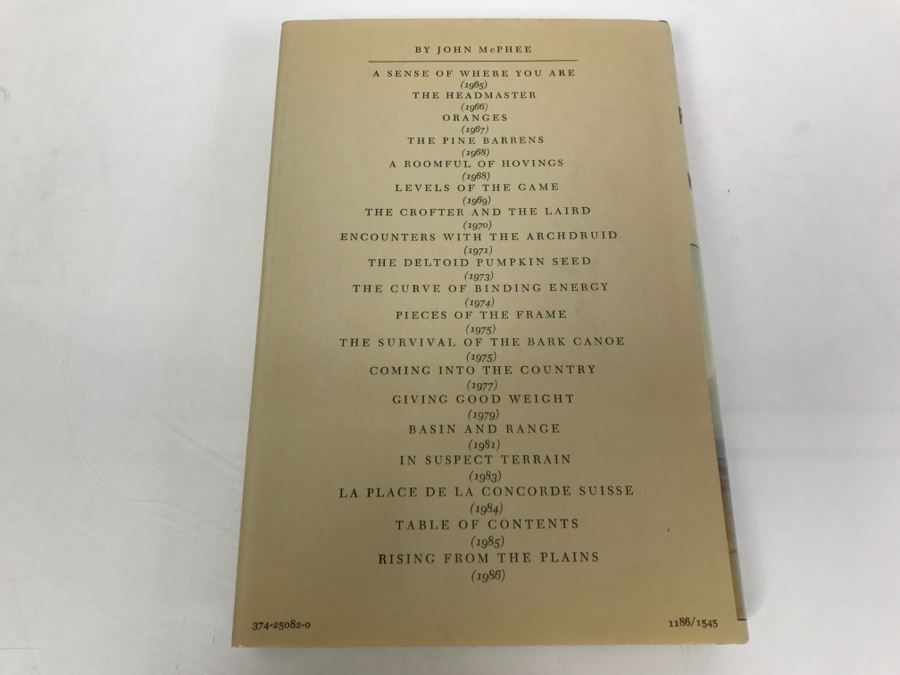 BY JOHN McPHEE
A SENSE OF WHERE YOU ARE
(1965)
THE HEADMASTER
(1966)
ORANGES
(1967)
THE PINE BARRENS
(1968)
A ROOMFUL OF HOVINGS
(1968)
LEVELS OF THE GAME
(1969)
THE CROFTER AND THE LAIRD
(1970)
ENCOUNTERS WITH THE ARCHDRUID
(1971)
THE DELTOID PUMPKIN SEED
(1973)
THE CURVE OF BINDING ENERGY
(1974)
PIECES OF THE FRAME
(1975)
THE SURVIVAL OF THE BARK CANOE
(1975)
COMING INTO THE COUNTRY
(1977)
GIVING GOOD WEIGHT
(1979)
BASIN AND RANGE
(1981)
IN SUSPECT TERRAIN
(1983)
LA PLACE DE LA CONCORDE SUISSE
(1984)
TABLE OF CONTENTS
(1985)
RISING FROM THE PLAINS
(1986)
374-25082-0
1186/1545